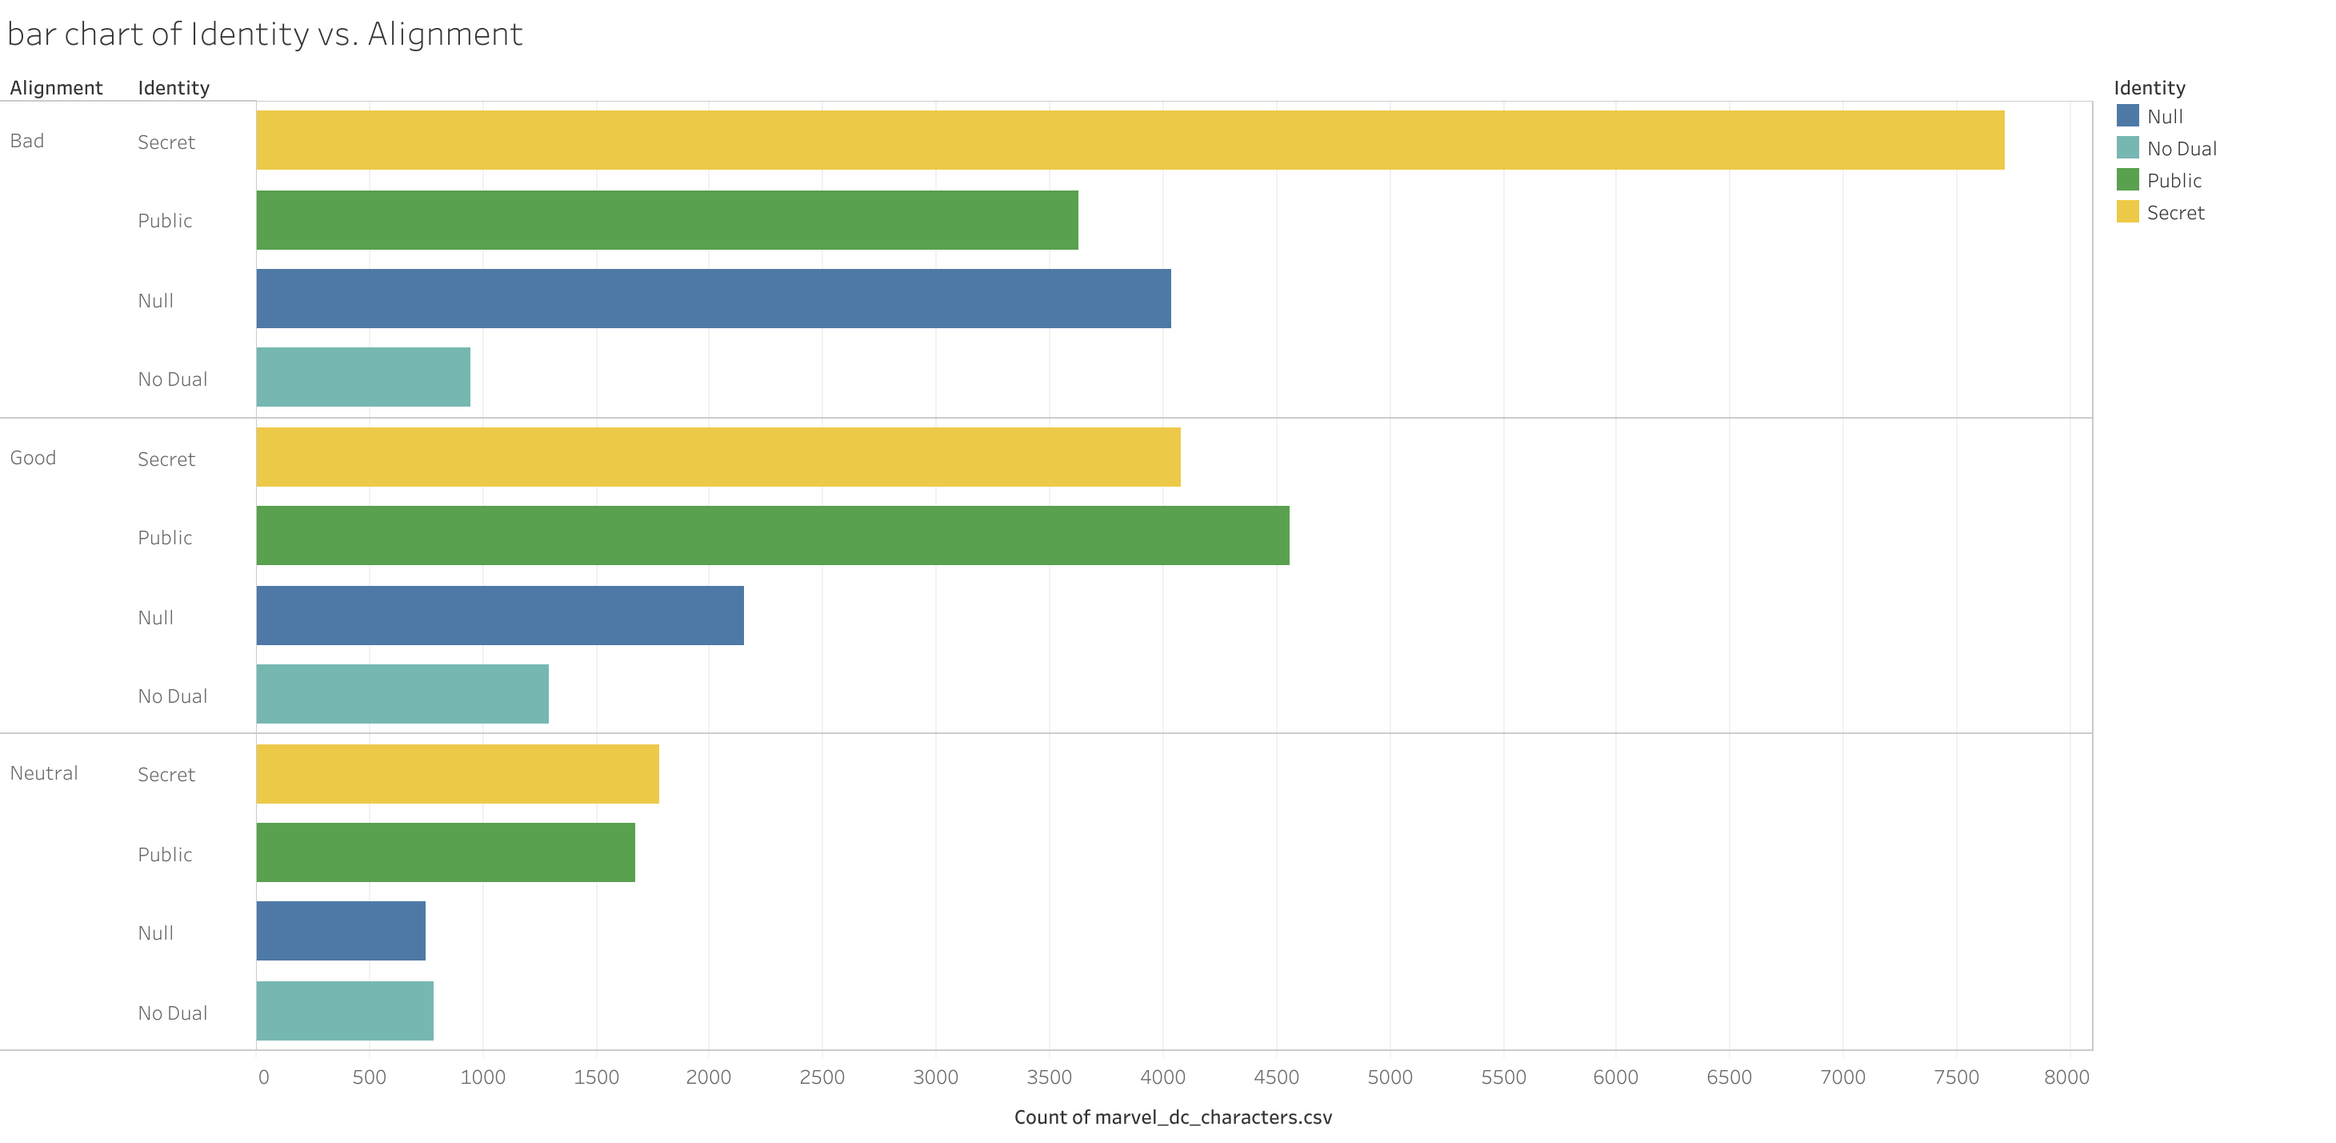 bar chart of Identity vs. Alignment
Alignment Identity
Bad Secret
Public
Null
No Dual
Good Secret
Public
Null
No Dual
Neutral Secret
Public
Null
No Dual
0 500 1000 1500 2000 2500 3000 3500 4000 4500 5000 5500 6000 6500 7000 7500 8000
Count of marvel_dc_characters.csv
Identity
Null
No Dual
Public
Secret